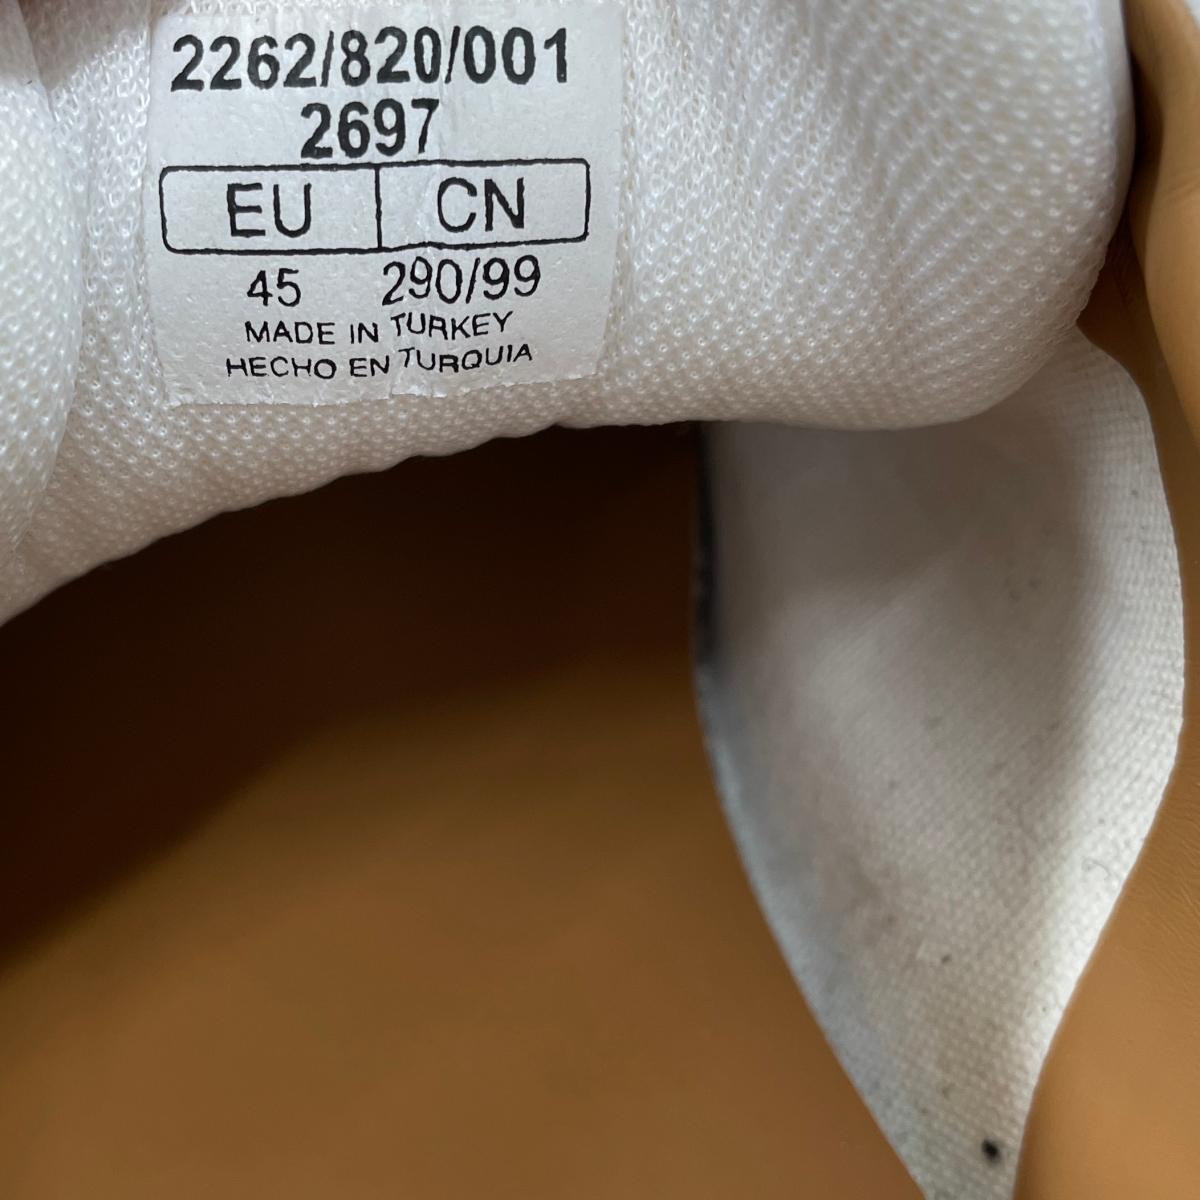 2262/820/001
2697
EU CN
45 290/99
MADE IN TURKEY
HECHO EN TURQUIA